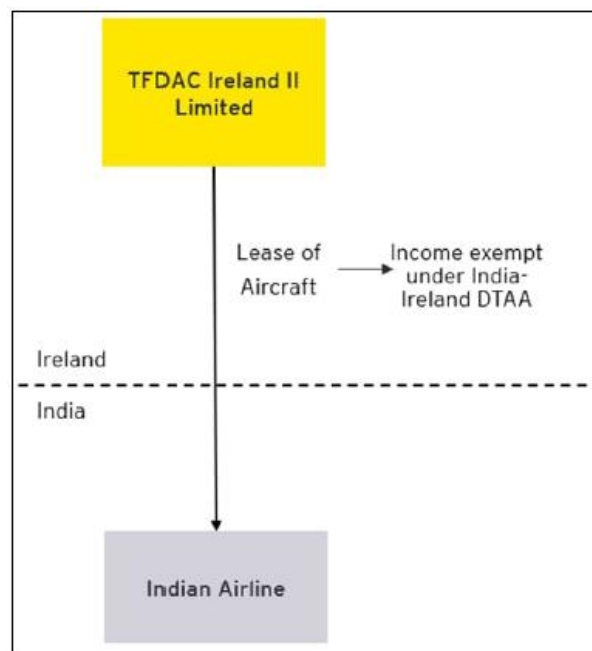 TFDAC Ireland II
Limited
Lease of
Aircraft
Income exempt
under India-
Ireland DTAA
Ireland
India
Indian Airline